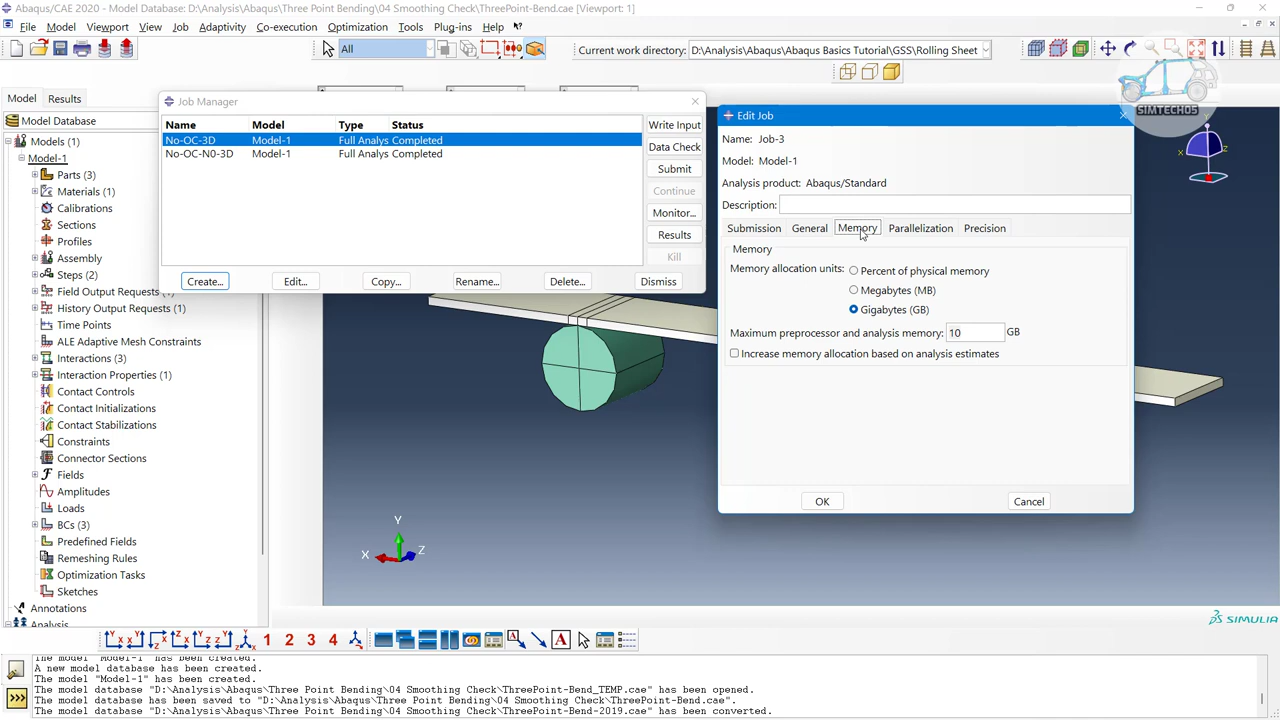 Abaqus/CAE 2020 - Model Database: D:\Analysis\Abaqus\Three Point Bending\04 Smoothing Check\ThreePoint-Bend.cae [Viewport: 1]
File Model Viewport View Job Adaptivity Co-execution Optimization Tools Plug-ins Help
All
Current work directory: D:\Analysis\Abaqus\Abaqus Basics Tutorial\GSS\Rolling Sheet
SIMTECH05
Model Results
Model Database
Models (1)
Model-1
Parts (3)
Materials (1)
Calibrations
Sections
Profiles
Assembly
Steps (2)
Field Output Requests (1)
History Output Requests (1)
Time Points
ALE Adaptive Mesh Constraints
Interactions (3)
Interaction Properties (1)
Contact Controls
Contact Initializations
Contact Stabilizations
Constraints
Connector Sections
Fields
Amplitudes
Loads
BCs (3)
Predefined Fields
Remeshing Rules
Optimization Tasks
Sketches
Annotations
Analysis
Job Manager
Name Model Type Status
No-OC-3D Model-1 Full Analys Completed
No-OC-N0-3D Model-1 Full Analys Completed
Write Input
Data Check
Submit
Continue
Monitor...
Results
Kill
Create... Edit... Copy... Rename... Delete... Dismiss
Edit Job
Name: Job-3
Model: Model-1
Analysis product: Abaqus/Standard
Description:
Submission General Memory Parallelization Precision
Memory
Memory allocation units:
Percent of physical memory
Megabytes (MB)
Gigabytes (GB)
Maximum preprocessor and analysis memory: 10 GB
Increase memory allocation based on analysis estimates
OK Cancel
X Z
Y
X Z
SIMULIA
1 2 3 4
The model "Model-1" has been created.
A new model database has been created.
The model "Model-1" has been created.
The model database "D:\Analysis\Abaqus\Three Point Bending\04 Smoothing Check\ThreePoint-Bend_TEMP.cae" has been opened.
The model database has been saved to "D:\Analysis\Abaqus\Three Point Bending\04 Smoothing Check\ThreePoint-Bend.cae".
The model database "D:\Analysis\Abaqus\Three Point Bending\04 Smoothing Check\ThreePoint-Bend-2019.cae" has been converted.